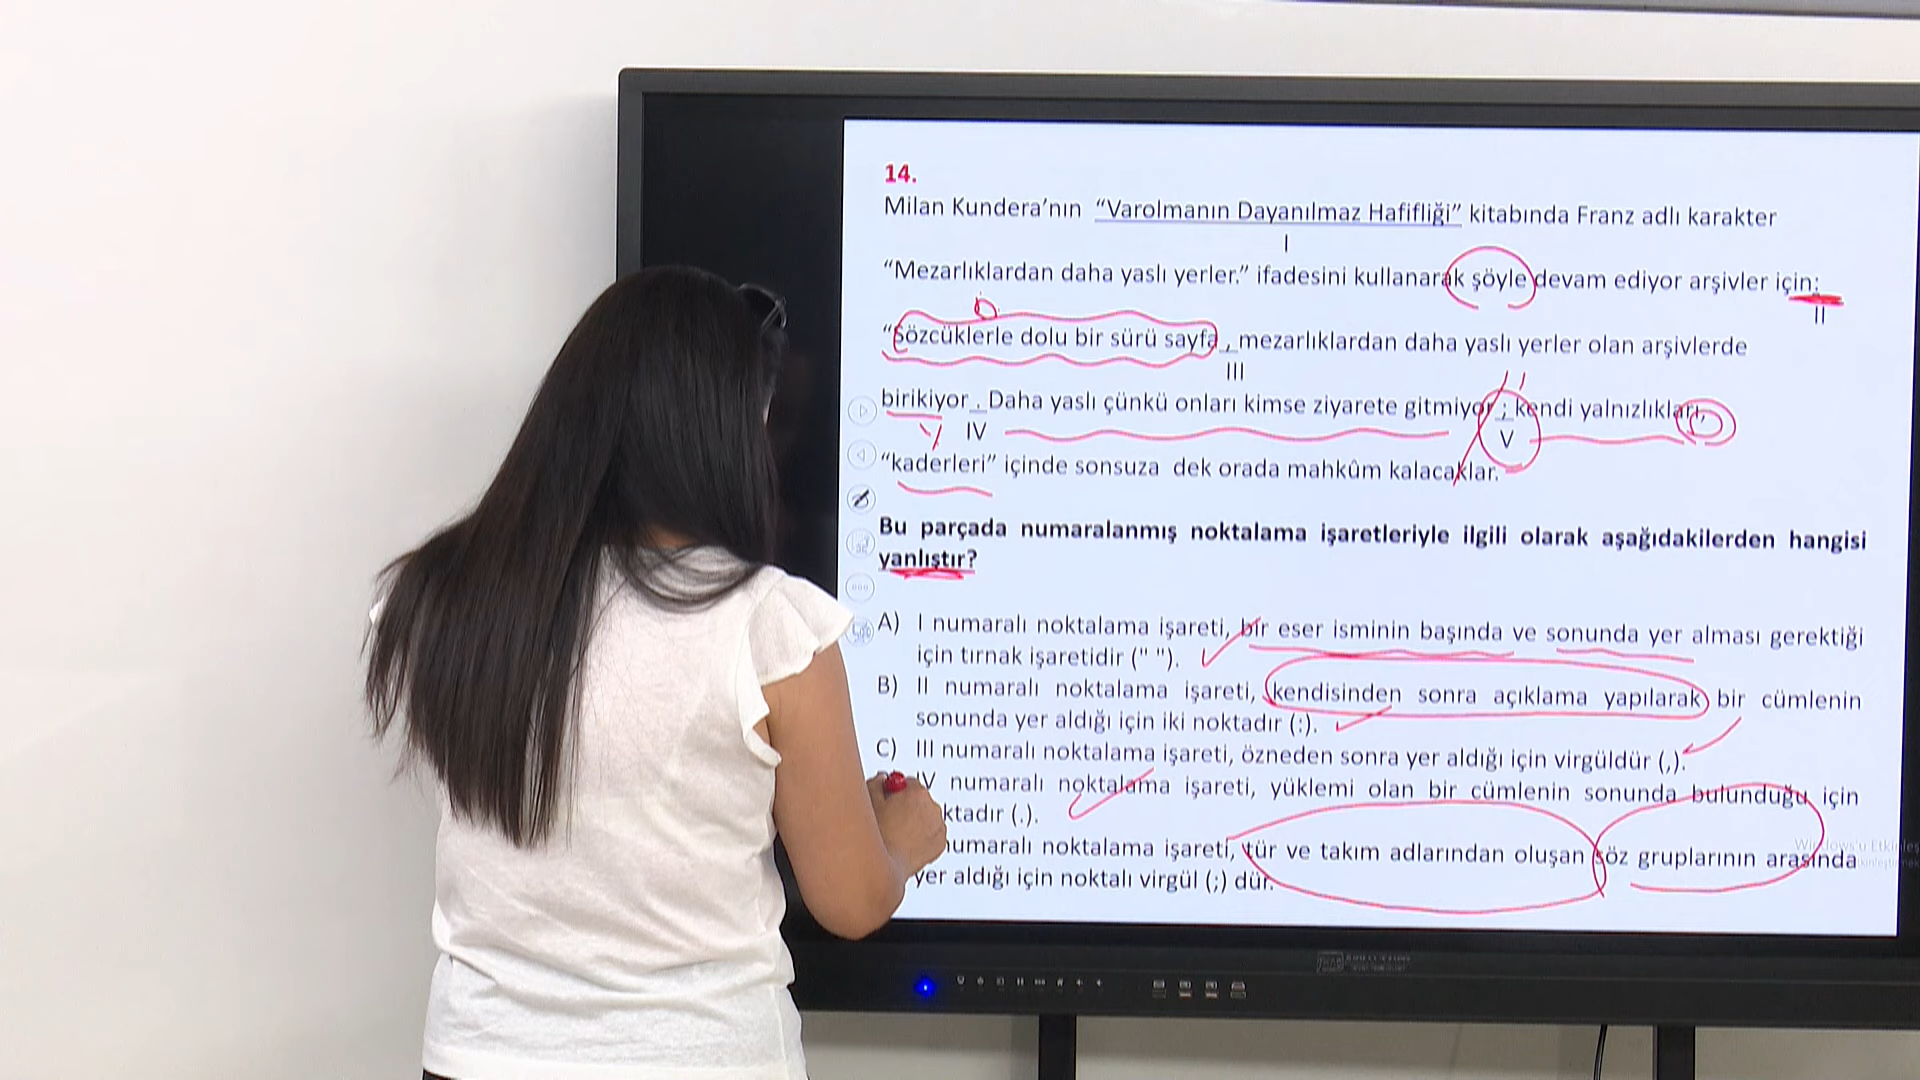 14.
Milan Kundera’nın “Varolmanın Dayanılmaz Hafifliği” kitabında Franz adlı karakter
I
“Mezarlıklardan daha yaslı yerler.” ifadesini kullanarak şöyle devam ediyor arşivler için:
II
“Sözcüklerle dolu bir sürü sayfa , mezarlıklardan daha yaslı yerler olan arşivlerde
III
birikiyor . Daha yaslı çünkü onları kimse ziyarete gitmiyor ; kendi yalnızlıkları,
IV V
“kaderleri” içinde sonsuza dek orada mahkûm kalacaklar.
Bu parçada numaralanmış noktalama işaretleriyle ilgili olarak aşağıdakilerden hangisi
yanlıştır?
A) I numaralı noktalama işareti, bir eser isminin başında ve sonunda yer alması gerektiği
için tırnak işaretidir (" ").
B) II numaralı noktalama işareti, kendisinden sonra açıklama yapılarak bir cümlenin
sonunda yer aldığı için iki noktadır (:).
C) III numaralı noktalama işareti, özneden sonra yer aldığı için virgüldür (,).
IV numaralı noktalama işareti, yüklemi olan bir cümlenin sonunda bulunduğu için
ktadır (.).
numaralı noktalama işareti, tür ve takım adlarından oluşan söz gruplarının arasında
yer aldığı için noktalı virgül (;) dür.